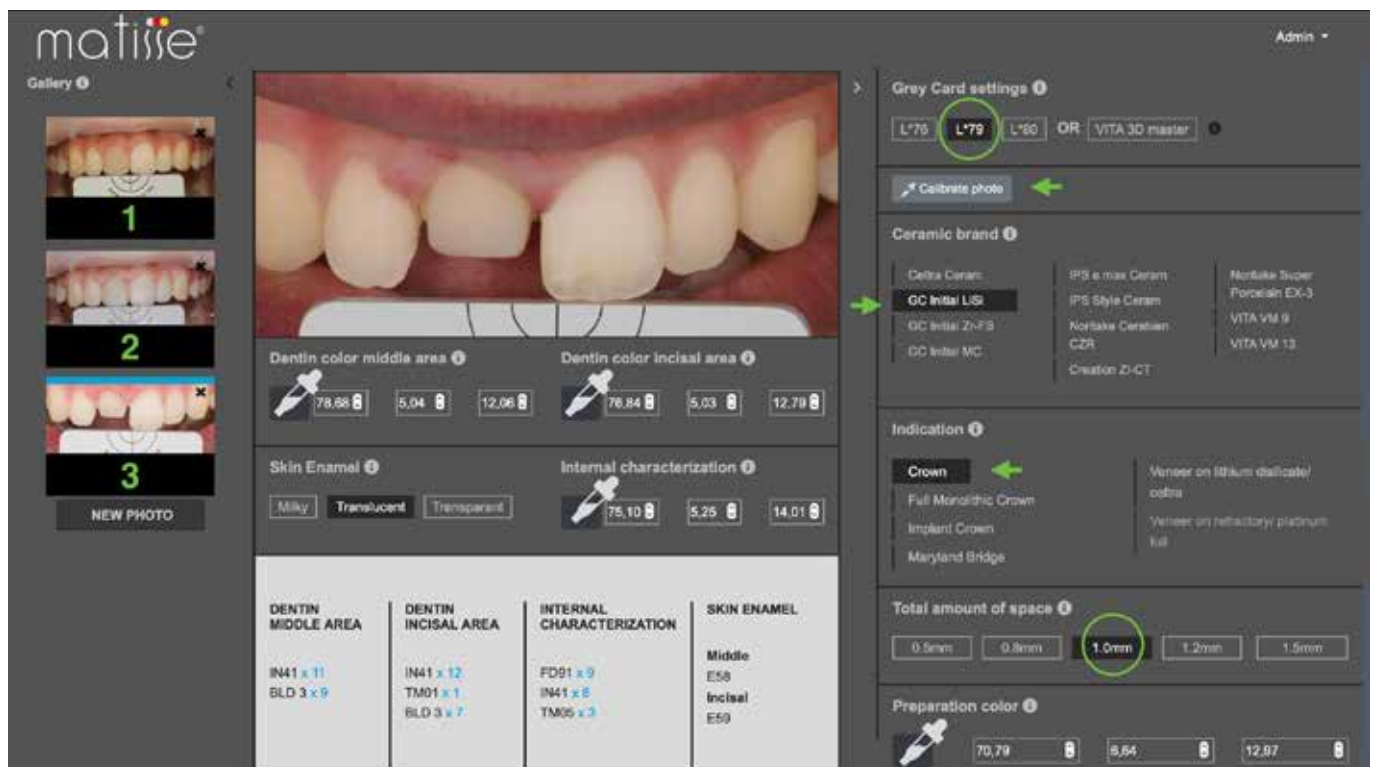 matisse®
Admin
Gallery
1
2
3
NEW PHOTO
Dentin color middle area
78,68
5,04
12,06
Dentin color incisal area
76,84
5,03
12,79
Skin Enamel
Milky
Translucent
Transparent
Internal characterization
75,10
5,25
14,01
DENTIN
MIDDLE AREA
IN41 x 11
BLD 3 x 9
DENTIN
INCISAL AREA
IN41 x 12
TM01 x 1
BLD 3 x 7
INTERNAL
CHARACTERIZATION
FD91 x 9
IN41 x 8
TM05 x 3
SKIN ENAMEL
Middle
E58
Incisal
E59
Grey Card settings
L*76
L*79
L*80
OR
VITA 3D master
Calibrate photo
Ceramic brand
Celtra Ceram
GC Initial LiSi
GC Initial Zr-FS
GC Initial MC
IPS e max Ceram
IPS Style Ceram
Noritake Cerabien
CZR
Creation ZI-CT
Noritake Super
Porcelain EX-3
VITA VM 9
VITA VM 13
Indication
Crown
Full Monolithic Crown
Implant Crown
Maryland Bridge
Veneer on lithium disilicate/
celtra
Veneer on refractory/ platinum
foil
Total amount of space
0.5mm
0.8mm
1.0mm
1.2mm
1.5mm
Preparation color
70,79
6,64
12,97